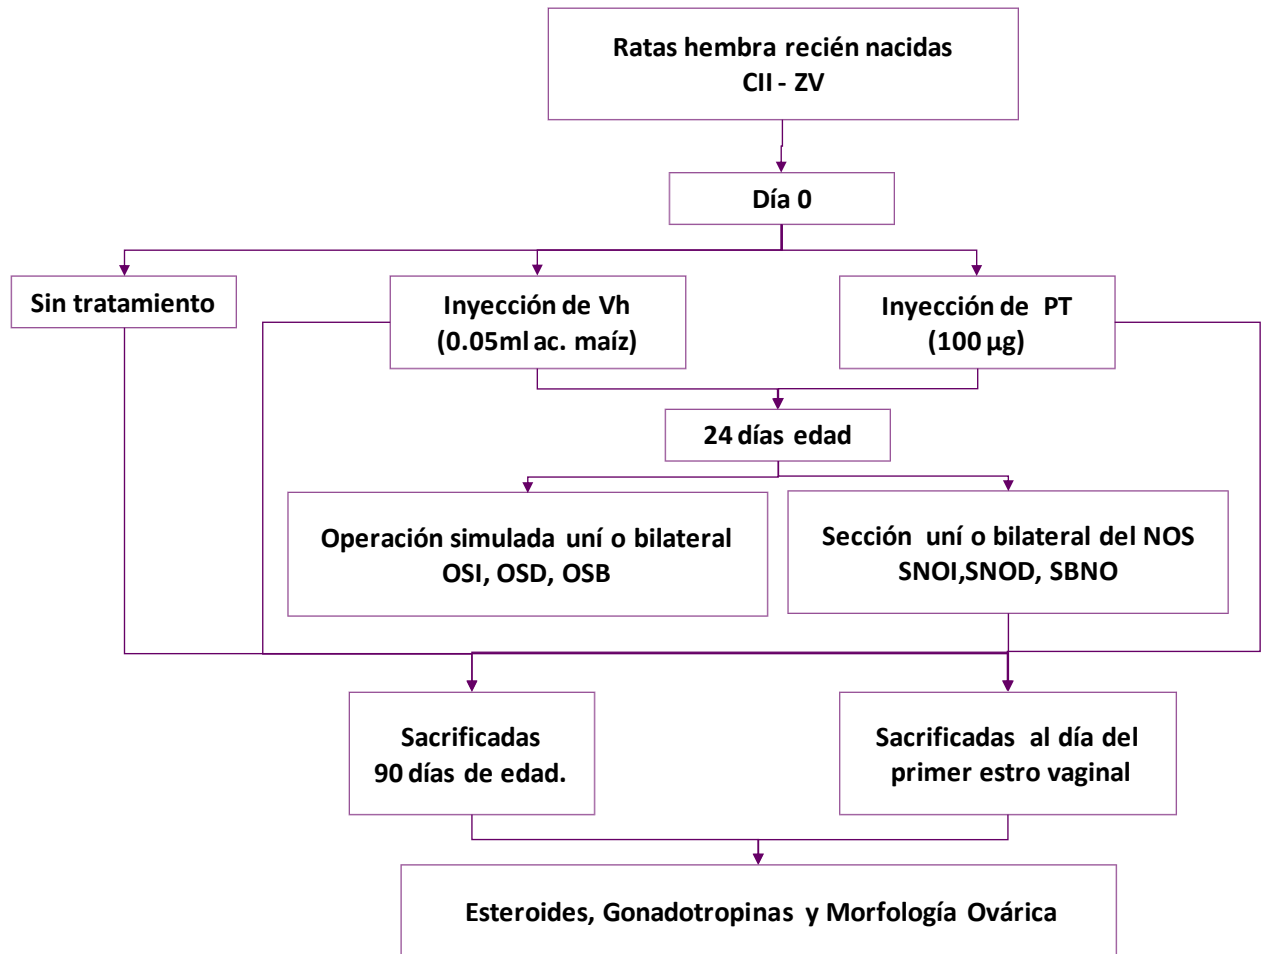 Ratas hembra recién nacidas
CII - ZV
Día 0
Sin tratamiento
Inyección de Vh
(0.05ml ac. maíz)
Inyección de PT
(100 µg)
24 días edad
Operación simulada uní o bilateral
OSI, OSD, OSB
Sección uní o bilateral del NOS
SNOI,SNOD, SBNO
Sacrificadas
90 días de edad.
Sacrificadas al día del
primer estro vaginal
Esteroides, Gonadotropinas y Morfología Ovárica